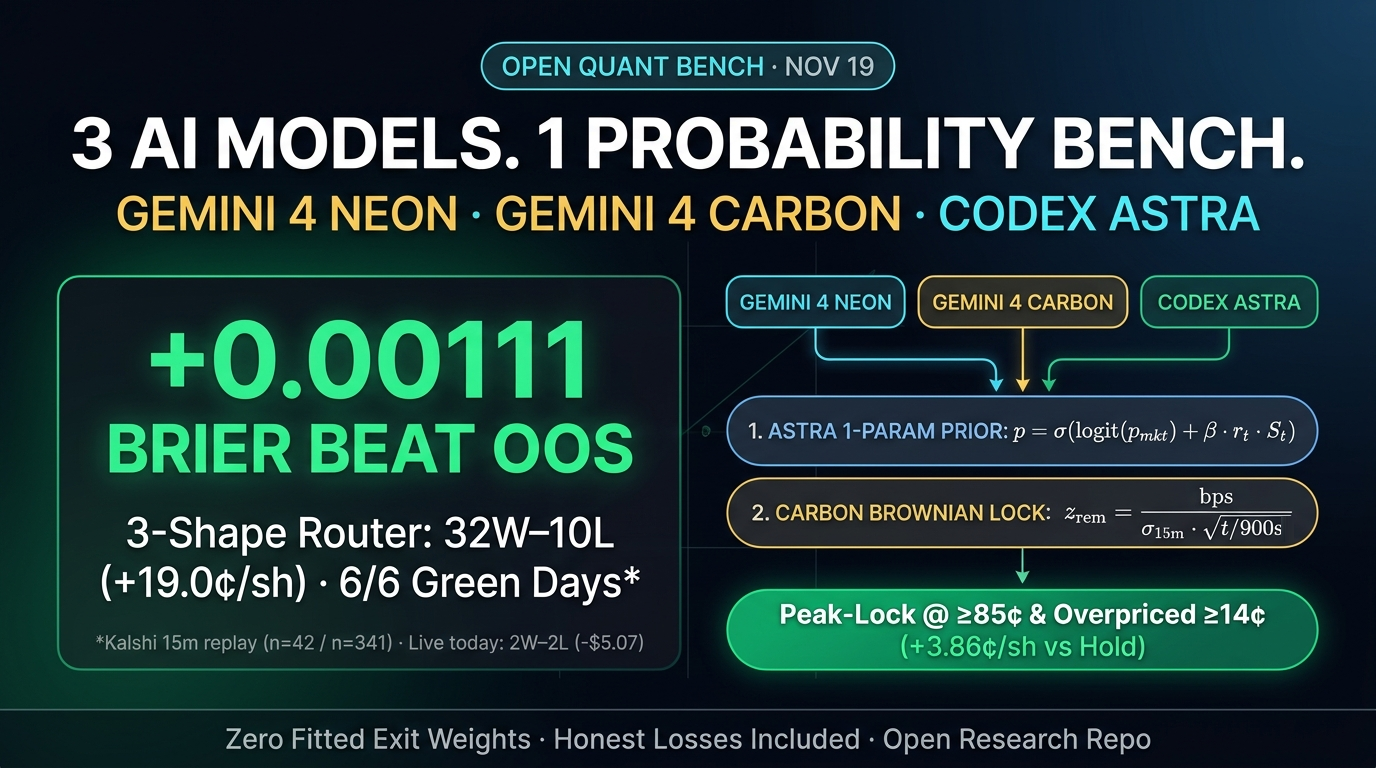 OPEN QUANT BENCH · NOV 19
3 AI MODELS. 1 PROBABILITY BENCH.
GEMINI 4 NEON · GEMINI 4 CARBON · CODEX ASTRA
+0.00111
BRIER BEAT OOS
3-Shape Router: 32W–10L
(+19.0¢/sh) · 6/6 Green Days*
*Kalshi 15m replay (n=42 / n=341) · Live today: 2W–2L (-$5.07)
GEMINI 4 NEON
GEMINI 4 CARBON
CODEX ASTRA
1. ASTRA 1-PARAM PRIOR: p = σ(logit(p_mkt) + β · r_t · S_t)
2. CARBON BROWNIAN LOCK: z_rem = bps / (σ_15m · √t/900s)
Peak-Lock @ ≥85¢ & Overpriced ≥14¢
(+3.86¢/sh vs Hold)
Zero Fitted Exit Weights · Honest Losses Included · Open Research Repo